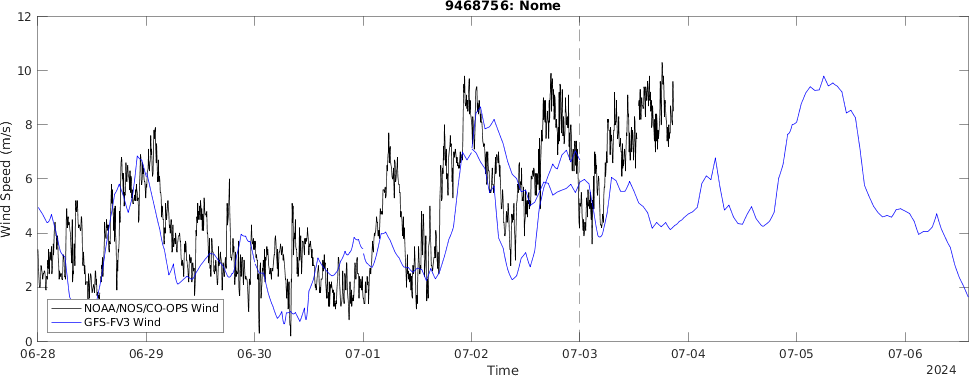 9468756: Nome
12
10
8
6
4
2
0
Wind Speed (m/s)
NOAA/NOS/CO-OPS Wind
GFS-FV3 Wind
06-28 06-29 06-30 07-01 07-02 07-03 07-04 07-05 07-06
Time
2024